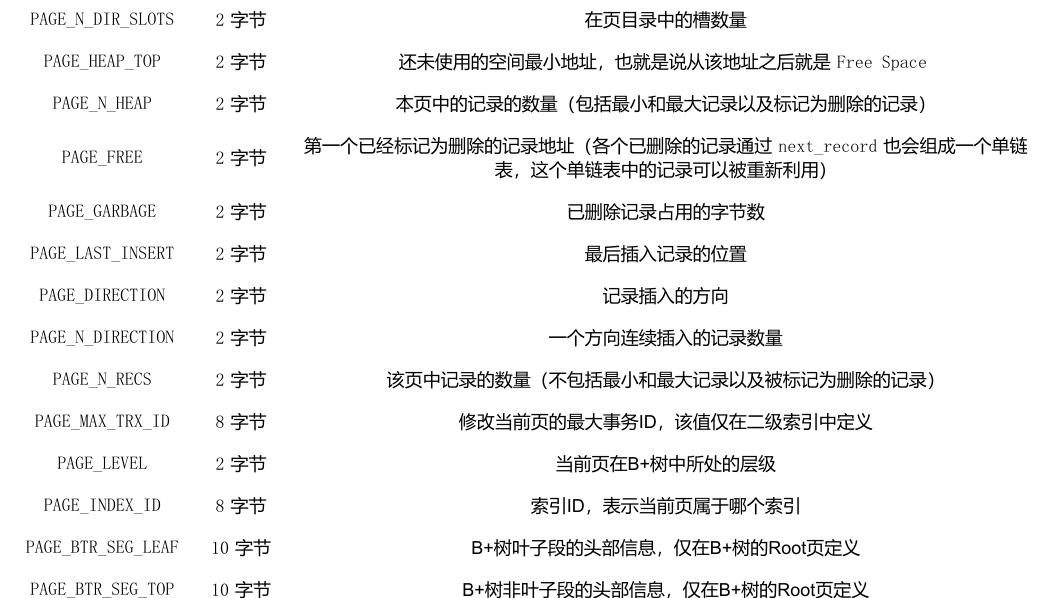 PAGE_N_DIR_SLOTS 2 字节 在页目录中的槽数量
PAGE_HEAP_TOP 2 字节 还未使用的空间最小地址，也就是说从该地址之后就是 Free Space
PAGE_N_HEAP 2 字节 本页中的记录的数量（包括最小和最大记录以及标记为删除的记录）
PAGE_FREE 2 字节 第一个已经标记为删除的记录地址（各个已删除的记录通过 next_record 也会组成一个单链
表，这个单链表中的记录可以被重新利用）
PAGE_GARBAGE 2 字节 已删除记录占用的字节数
PAGE_LAST_INSERT 2 字节 最后插入记录的位置
PAGE_DIRECTION 2 字节 记录插入的方向
PAGE_N_DIRECTION 2 字节 一个方向连续插入的记录数量
PAGE_N_RECS 2 字节 该页中记录的数量（不包括最小和最大记录以及被标记为删除的记录）
PAGE_MAX_TRX_ID 8 字节 修改当前页的最大事务ID，该值仅在二级索引中定义
PAGE_LEVEL 2 字节 当前页在B+树中所处的层级
PAGE_INDEX_ID 8 字节 索引ID，表示当前页属于哪个索引
PAGE_BTR_SEG_LEAF 10 字节 B+树叶子段的头部信息，仅在B+树的Root页定义
PAGE_BTR_SEG_TOP 10 字节 B+树非叶子段的头部信息，仅在B+树的Root页定义